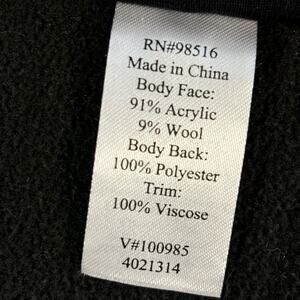 RN#98516
Made in China
Body Face:
91% Acrylic
9% Wool
Body Back:
100% Polyester
Trim:
100% Viscose
V#100985
4021314